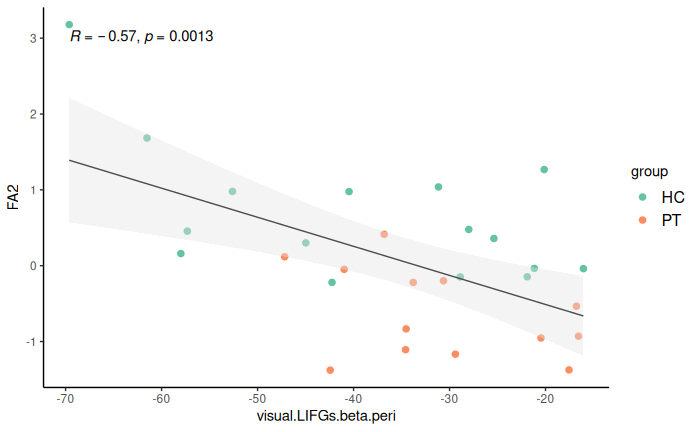 R = −0.57, p = 0.0013
3
2
1
0
-1
FA2
-70
-60
-50
-40
-30
-20
visual.LIFGs.beta.peri
group
HC
PT